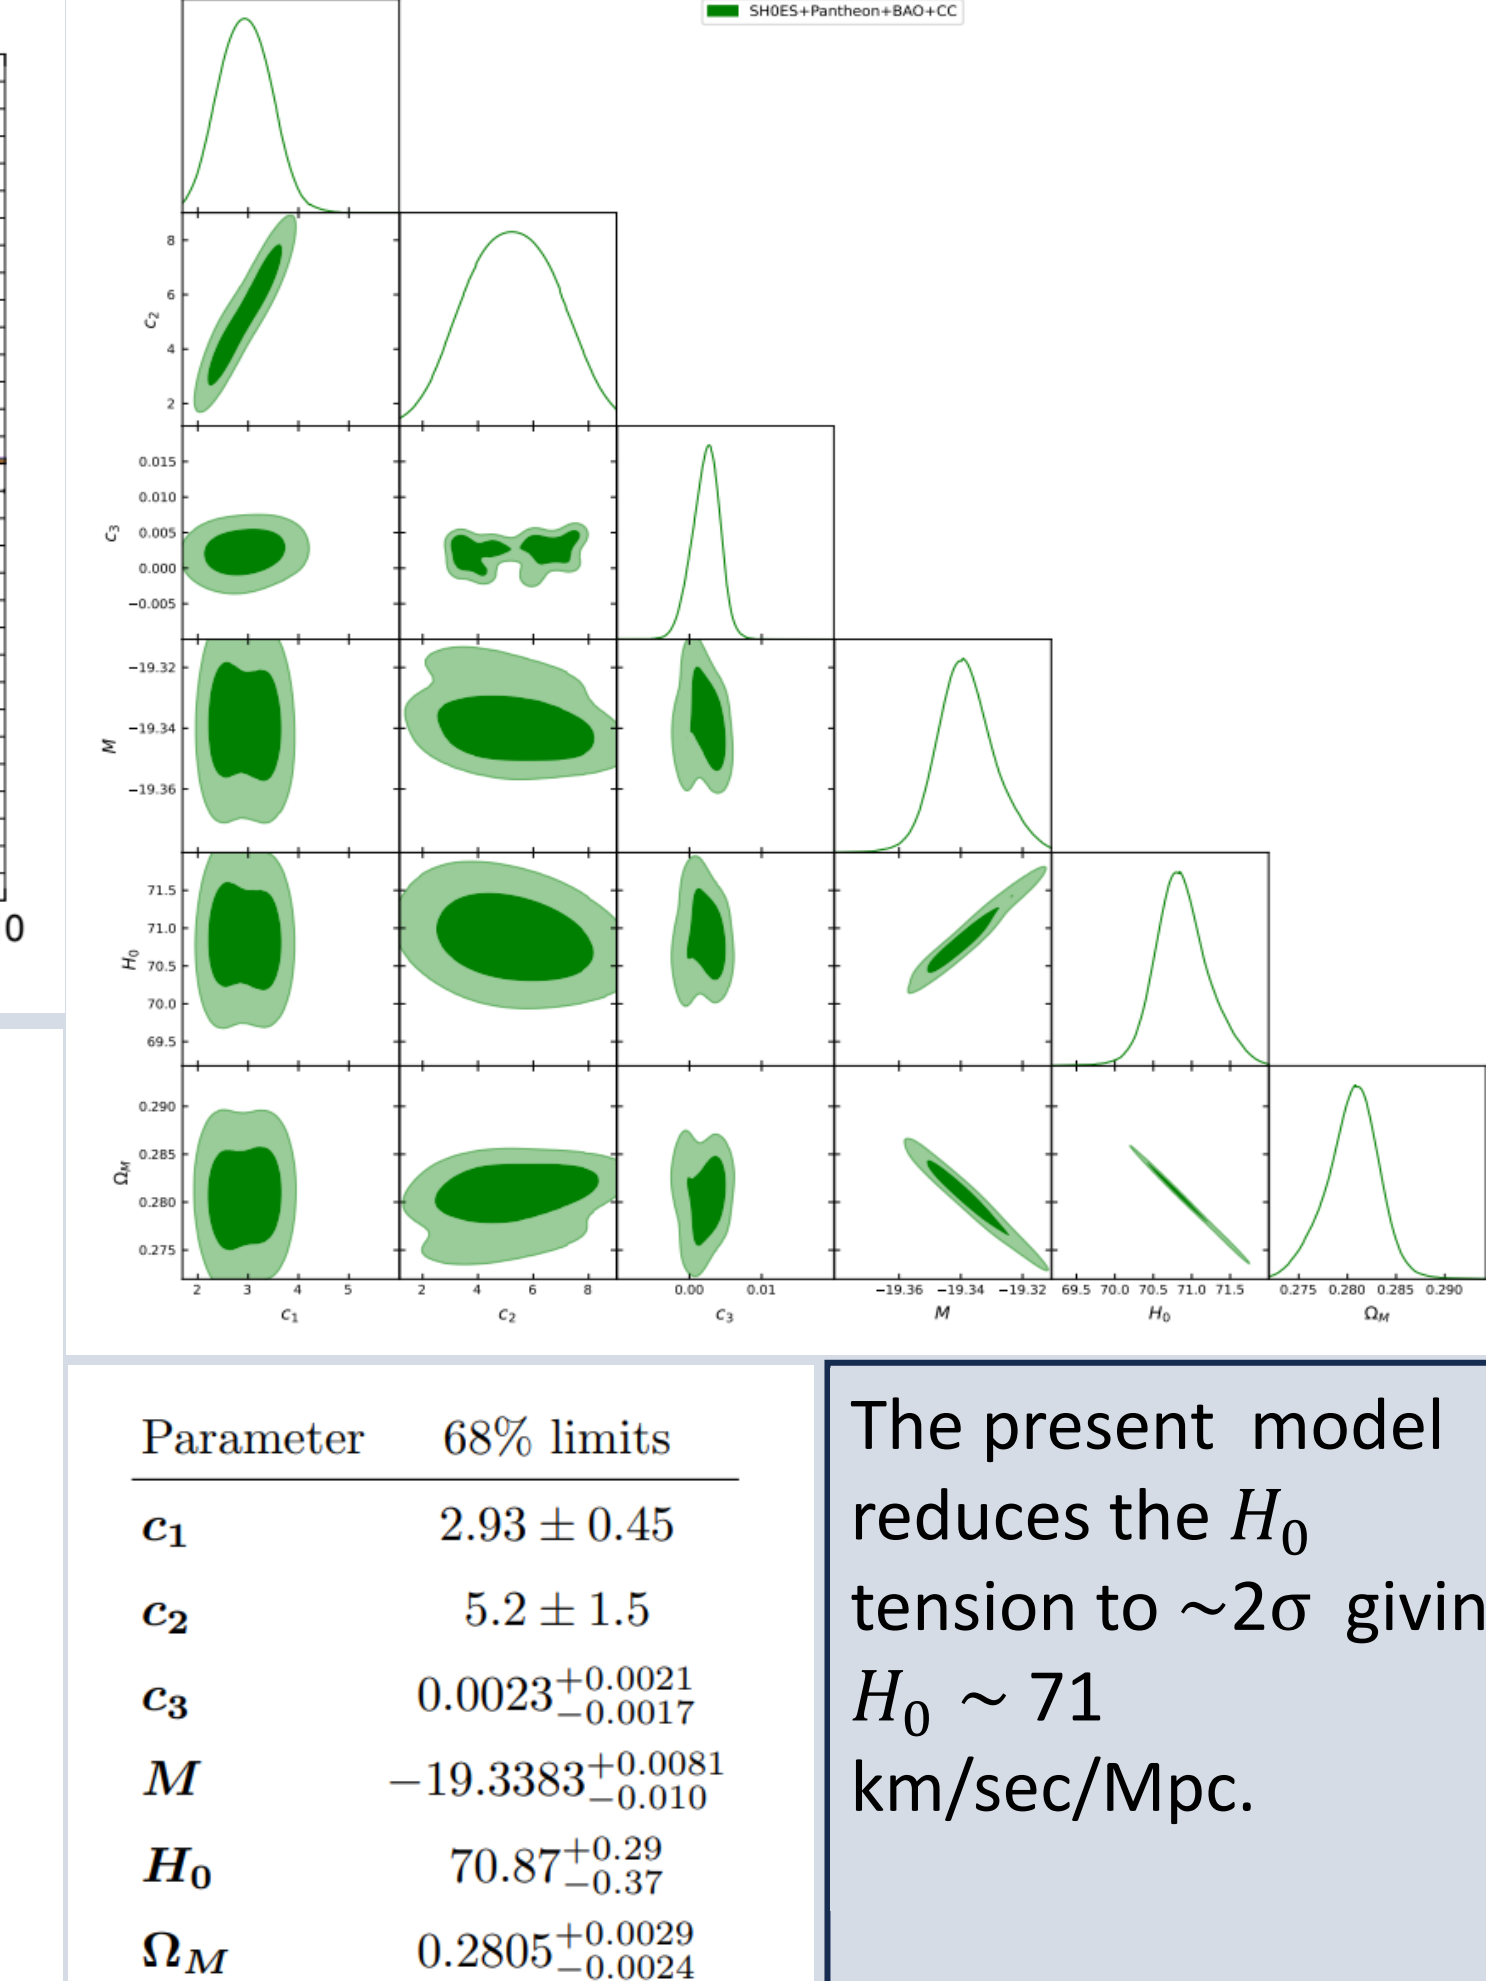 SH0ES+Pantheon+BAO+CC
8
6
4
2
c₂
0.015
0.010
0.005
0.000
−0.005
c₃
−19.32
−19.34
−19.36
M
71.5
71.0
70.5
70.0
69.5
H₀
0
0.290
0.285
0.280
0.275
Ω_M
2 3 4 5 2 4 6 8 0.00 0.01 −19.36 −19.34 −19.32 69.5 70.0 70.5 71.0 71.5 0.275 0.280 0.285 0.290
c₁ c₂ c₃ M H₀ Ω_M
Parameter 68% limits
c₁ 2.93 ± 0.45
c₂ 5.2 ± 1.5
c₃ 0.0023^{+0.0021}_{−0.0017}
M −19.3383^{+0.0081}_{−0.010}
H₀ 70.87^{+0.29}_{−0.37}
Ω_M 0.2805^{+0.0029}_{−0.0024}
The present model
reduces the H₀
tension to ~2σ givin
H₀ ~ 71
km/sec/Mpc.